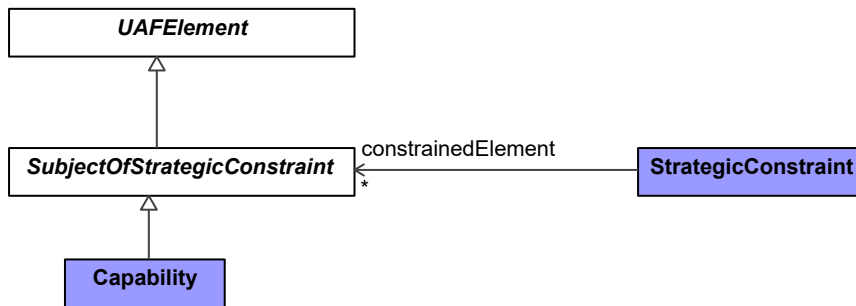 UAFElement
SubjectOfStrategicConstraint
constrainedElement
*
StrategicConstraint
Capability